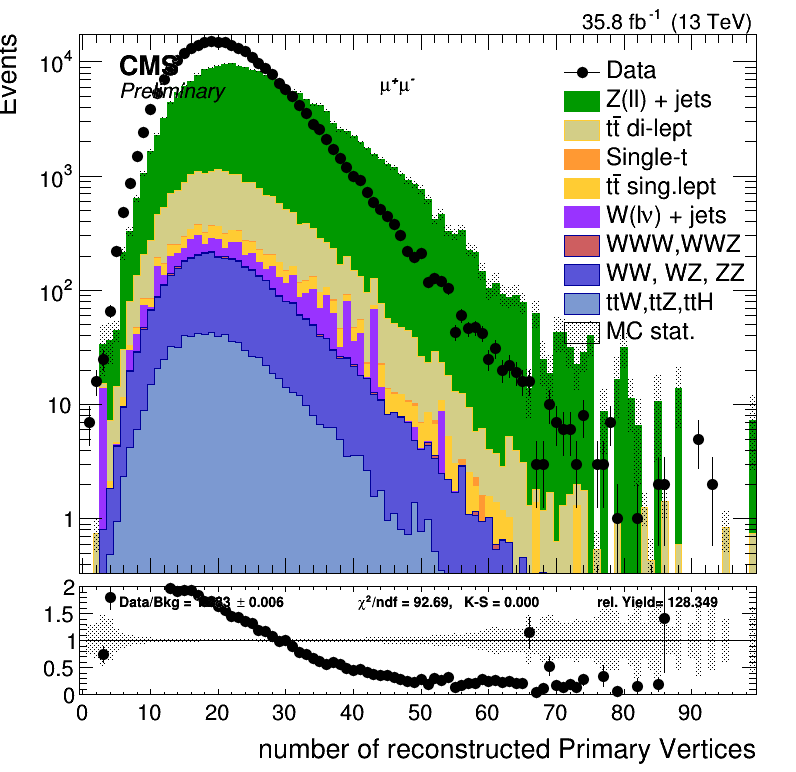 35.8 fb⁻¹ (13 TeV)
Events
CMS
Preliminary
μ⁺μ⁻
Data
Z(ll) + jets
tt̄ di-lept
Single-t
tt̄ sing.lept
W(lν) + jets
WWW,WWZ
WW, WZ, ZZ
ttW,ttZ,ttH
MC stat.
10⁴
10³
10²
10
1
Data/Bkg = ± 0.006 χ²/ndf = 92.69, K-S = 0.000 rel. Yield= 128.349
2
1.5
1
0.5
0
0 10 20 30 40 50 60 70 80 90
number of reconstructed Primary Vertices